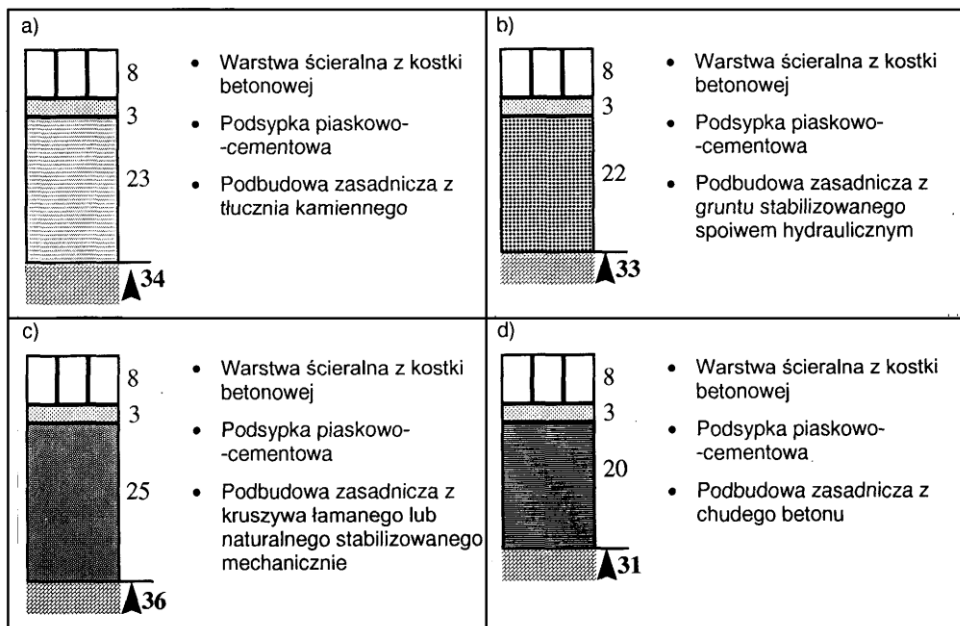 a)
8
3
23
34
• Warstwa ścieralna z kostki
betonowej
• Podsypka piaskowo-
-cementowa
• Podbudowa zasadnicza z
tłucznia kamiennego
b)
8
3
22
33
• Warstwa ścieralna z kostki
betonowej
• Podsypka piaskowo-
-cementowa
• Podbudowa zasadnicza z
gruntu stabilizowanego
spoiwem hydraulicznym
c)
8
3
25
36
• Warstwa ścieralna z kostki
betonowej
• Podsypka piaskowo-
-cementowa
• Podbudowa zasadnicza z
kruszywa łamanego lub
naturalnego stabilizowanego
mechanicznie
d)
8
3
20
31
• Warstwa ścieralna z kostki
betonowej
• Podsypka piaskowo-
-cementowa
• Podbudowa zasadnicza z
chudego betonu